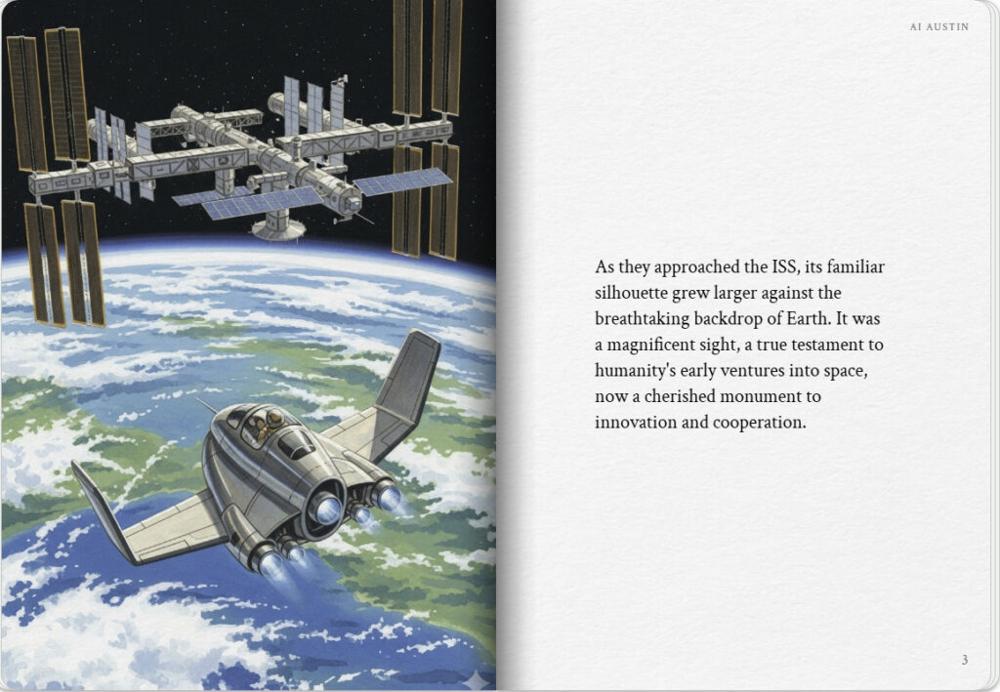 AI AUSTIN
As they approached the ISS, its familiar
silhouette grew larger against the
breathtaking backdrop of Earth. It was
a magnificent sight, a true testament to
humanity's early ventures into space,
now a cherished monument to
innovation and cooperation.
3